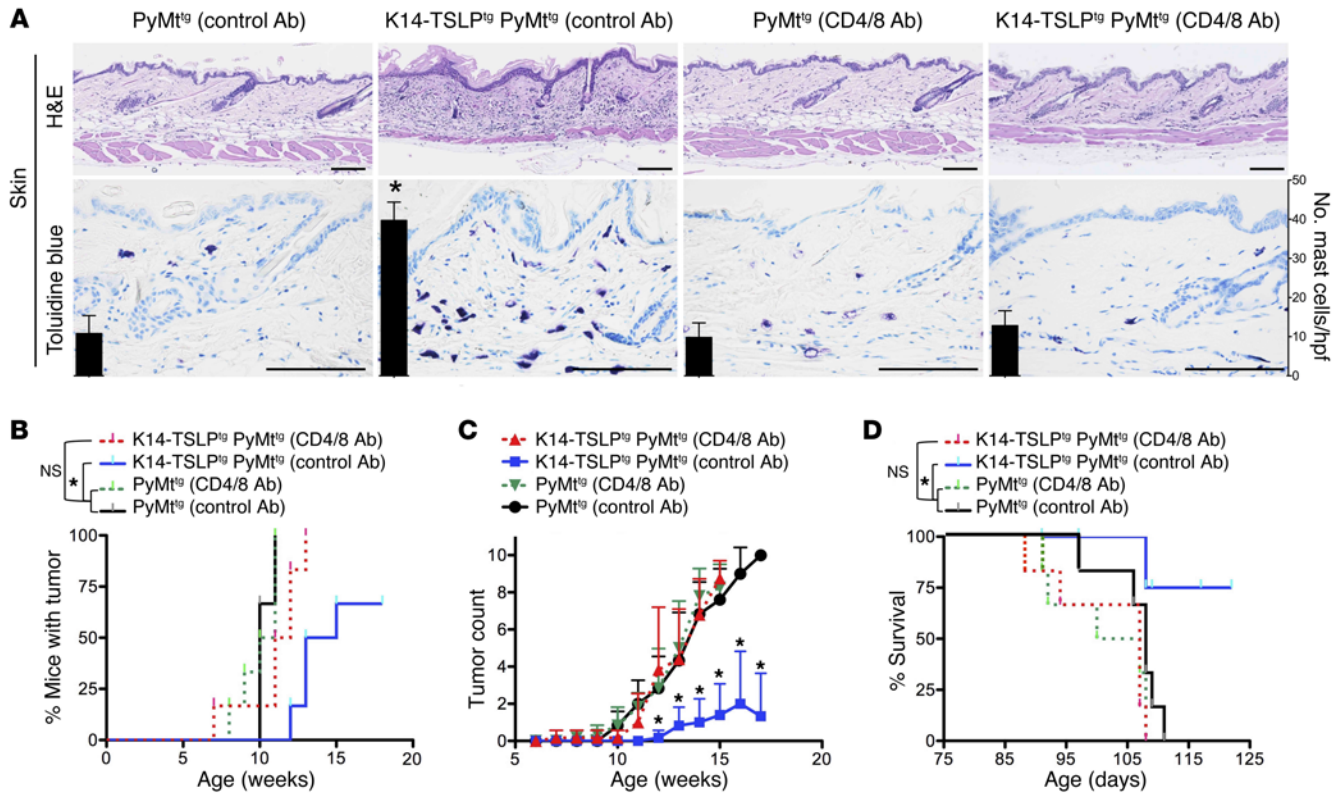 A
PyMt^tg (control Ab)
K14-TSLP^tg PyMt^tg (control Ab)
PyMt^tg (CD4/8 Ab)
K14-TSLP^tg PyMt^tg (CD4/8 Ab)
Skin
H&E
Toluidine blue
*
50
40
30
20
10
0
No. mast cells/hpf
B
K14-TSLP^tg PyMt^tg (CD4/8 Ab)
K14-TSLP^tg PyMt^tg (control Ab)
PyMt^tg (CD4/8 Ab)
PyMt^tg (control Ab)
NS
*
% Mice with tumor
100
75
50
25
0
0 5 10 15 20
Age (weeks)
C
K14-TSLP^tg PyMt^tg (CD4/8 Ab)
K14-TSLP^tg PyMt^tg (control Ab)
PyMt^tg (CD4/8 Ab)
PyMt^tg (control Ab)
Tumor count
10
8
6
4
2
0
* * * * * *
5 10 15 20
Age (weeks)
D
K14-TSLP^tg PyMt^tg (CD4/8 Ab)
K14-TSLP^tg PyMt^tg (control Ab)
PyMt^tg (CD4/8 Ab)
PyMt^tg (control Ab)
NS
*
% Survival
100
75
50
25
0
75 85 95 105 115 125
Age (days)